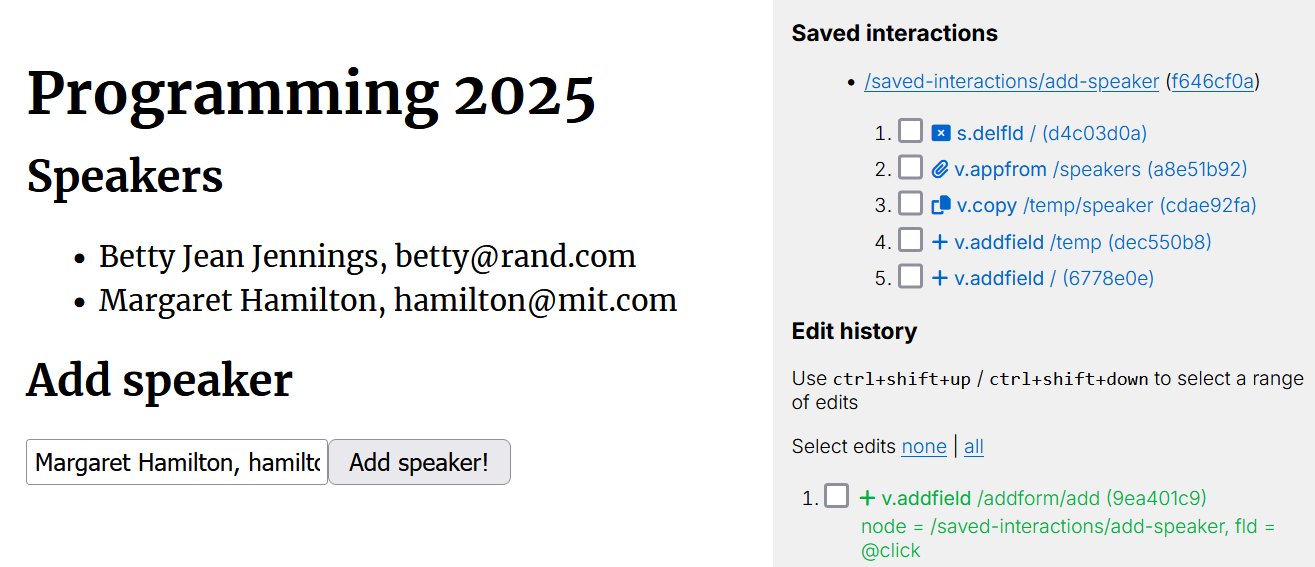 Programming 2025
Speakers
• Betty Jean Jennings, betty@rand.com
• Margaret Hamilton, hamilton@mit.com
Add speaker
Margaret Hamilton, hamilto
Add speaker!
Saved interactions
• /saved-interactions/add-speaker (f646cf0a)
1. s.delfld / (d4c03d0a)
2. v.appfrom /speakers (a8e51b92)
3. v.copy /temp/speaker (cdae92fa)
4. v.addfield /temp (dec550b8)
5. v.addfield / (6778e0e)
Edit history
Use ctrl+shift+up / ctrl+shift+down to select a range
of edits
Select edits none | all
1. v.addfield /addform/add (9ea401c9)
node = /saved-interactions/add-speaker, fld =
@click